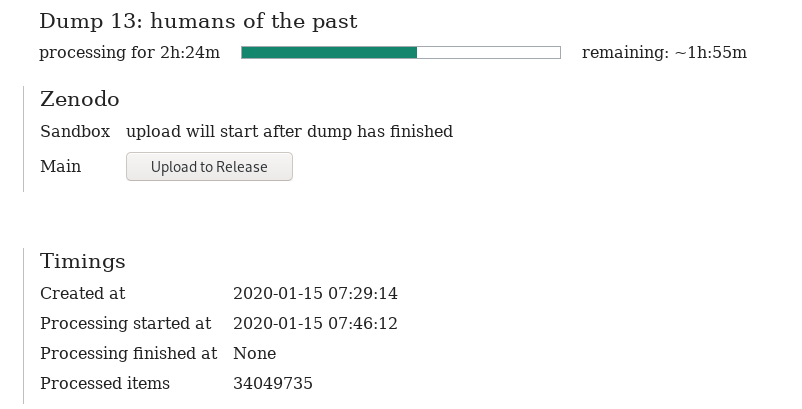 Dump 13: humans of the past
processing for 2h:24m remaining: ~1h:55m
Zenodo
Sandbox upload will start after dump has finished
Main Upload to Release
Timings
Created at 2020-01-15 07:29:14
Processing started at 2020-01-15 07:46:12
Processing finished at None
Processed items 34049735